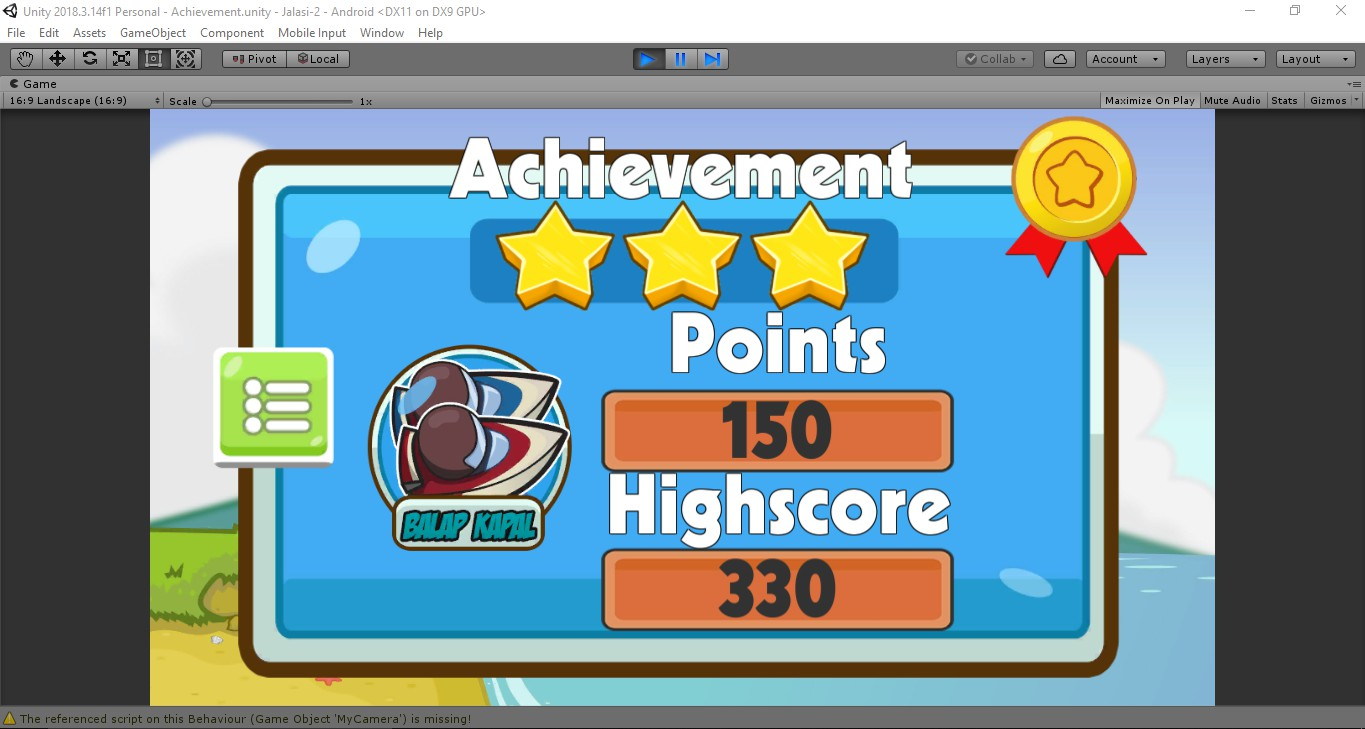 Unity 2018.3.14f1 Personal - Achievement.unity - Jalasi-2 - Android <DX11 on DX9 GPU>
File Edit Assets GameObject Component Mobile Input Window Help
Pivot Local Collab Account Layers Layout
Game
16:9 Landscape (16:9) Scale 1x Maximize On Play Mute Audio Stats Gizmos
Achievement
Points
150
Highscore
330
BALAP KAPAL
The referenced script on this Behaviour (Game Object 'MyCamera') is missing!